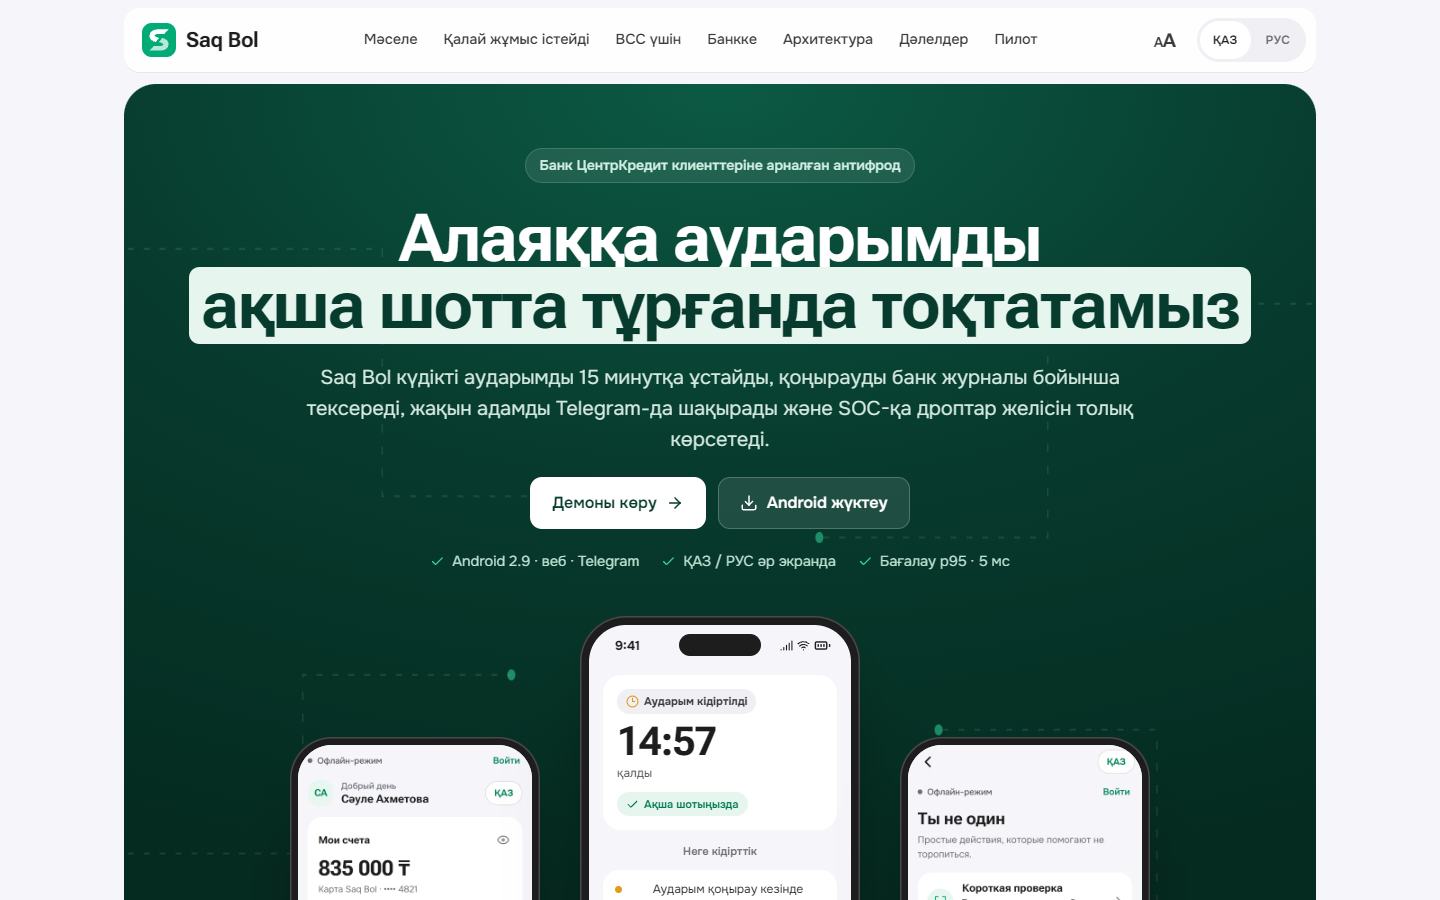 Saq Bol
Мәселе
Қалай жұмыс істейді
BCC үшін
Банкке
Архитектура
Дәлелдер
Пилот
AA
ҚАЗ
РУС
Банк ЦентрКредит клиенттеріне арналған антифрод
Алаяққа аударымды
ақша шотта тұрғанда тоқтатамыз
Saq Bol күдікті аударымды 15 минутқа ұстайды, қоңырауды банк журналы бойынша
тексереді, жақын адамды Telegram-да шақырады және SOC-қа дроптар желісін толық
көрсетеді.
Демоны көру
Android жүктеу
Android 2.9 · веб · Telegram
ҚАЗ / РУС әр экранда
Бағалау p95 · 5 мс
9:41
Аударым кідіртілді
14:57
қалды
Ақша шотыңызда
Неге кідірттік
Аударым қоңырау кезінде
Офлайн-режим
Войти
СА
Добрый день
Сәуле Ахметова
ҚАЗ
Мои счета
835 000 ₸
Карта Saq Bol · •••• 4821
ҚАЗ
Офлайн-режим
Войти
Ты не один
Простые действия, которые помогают не
торопиться.
Короткая проверка